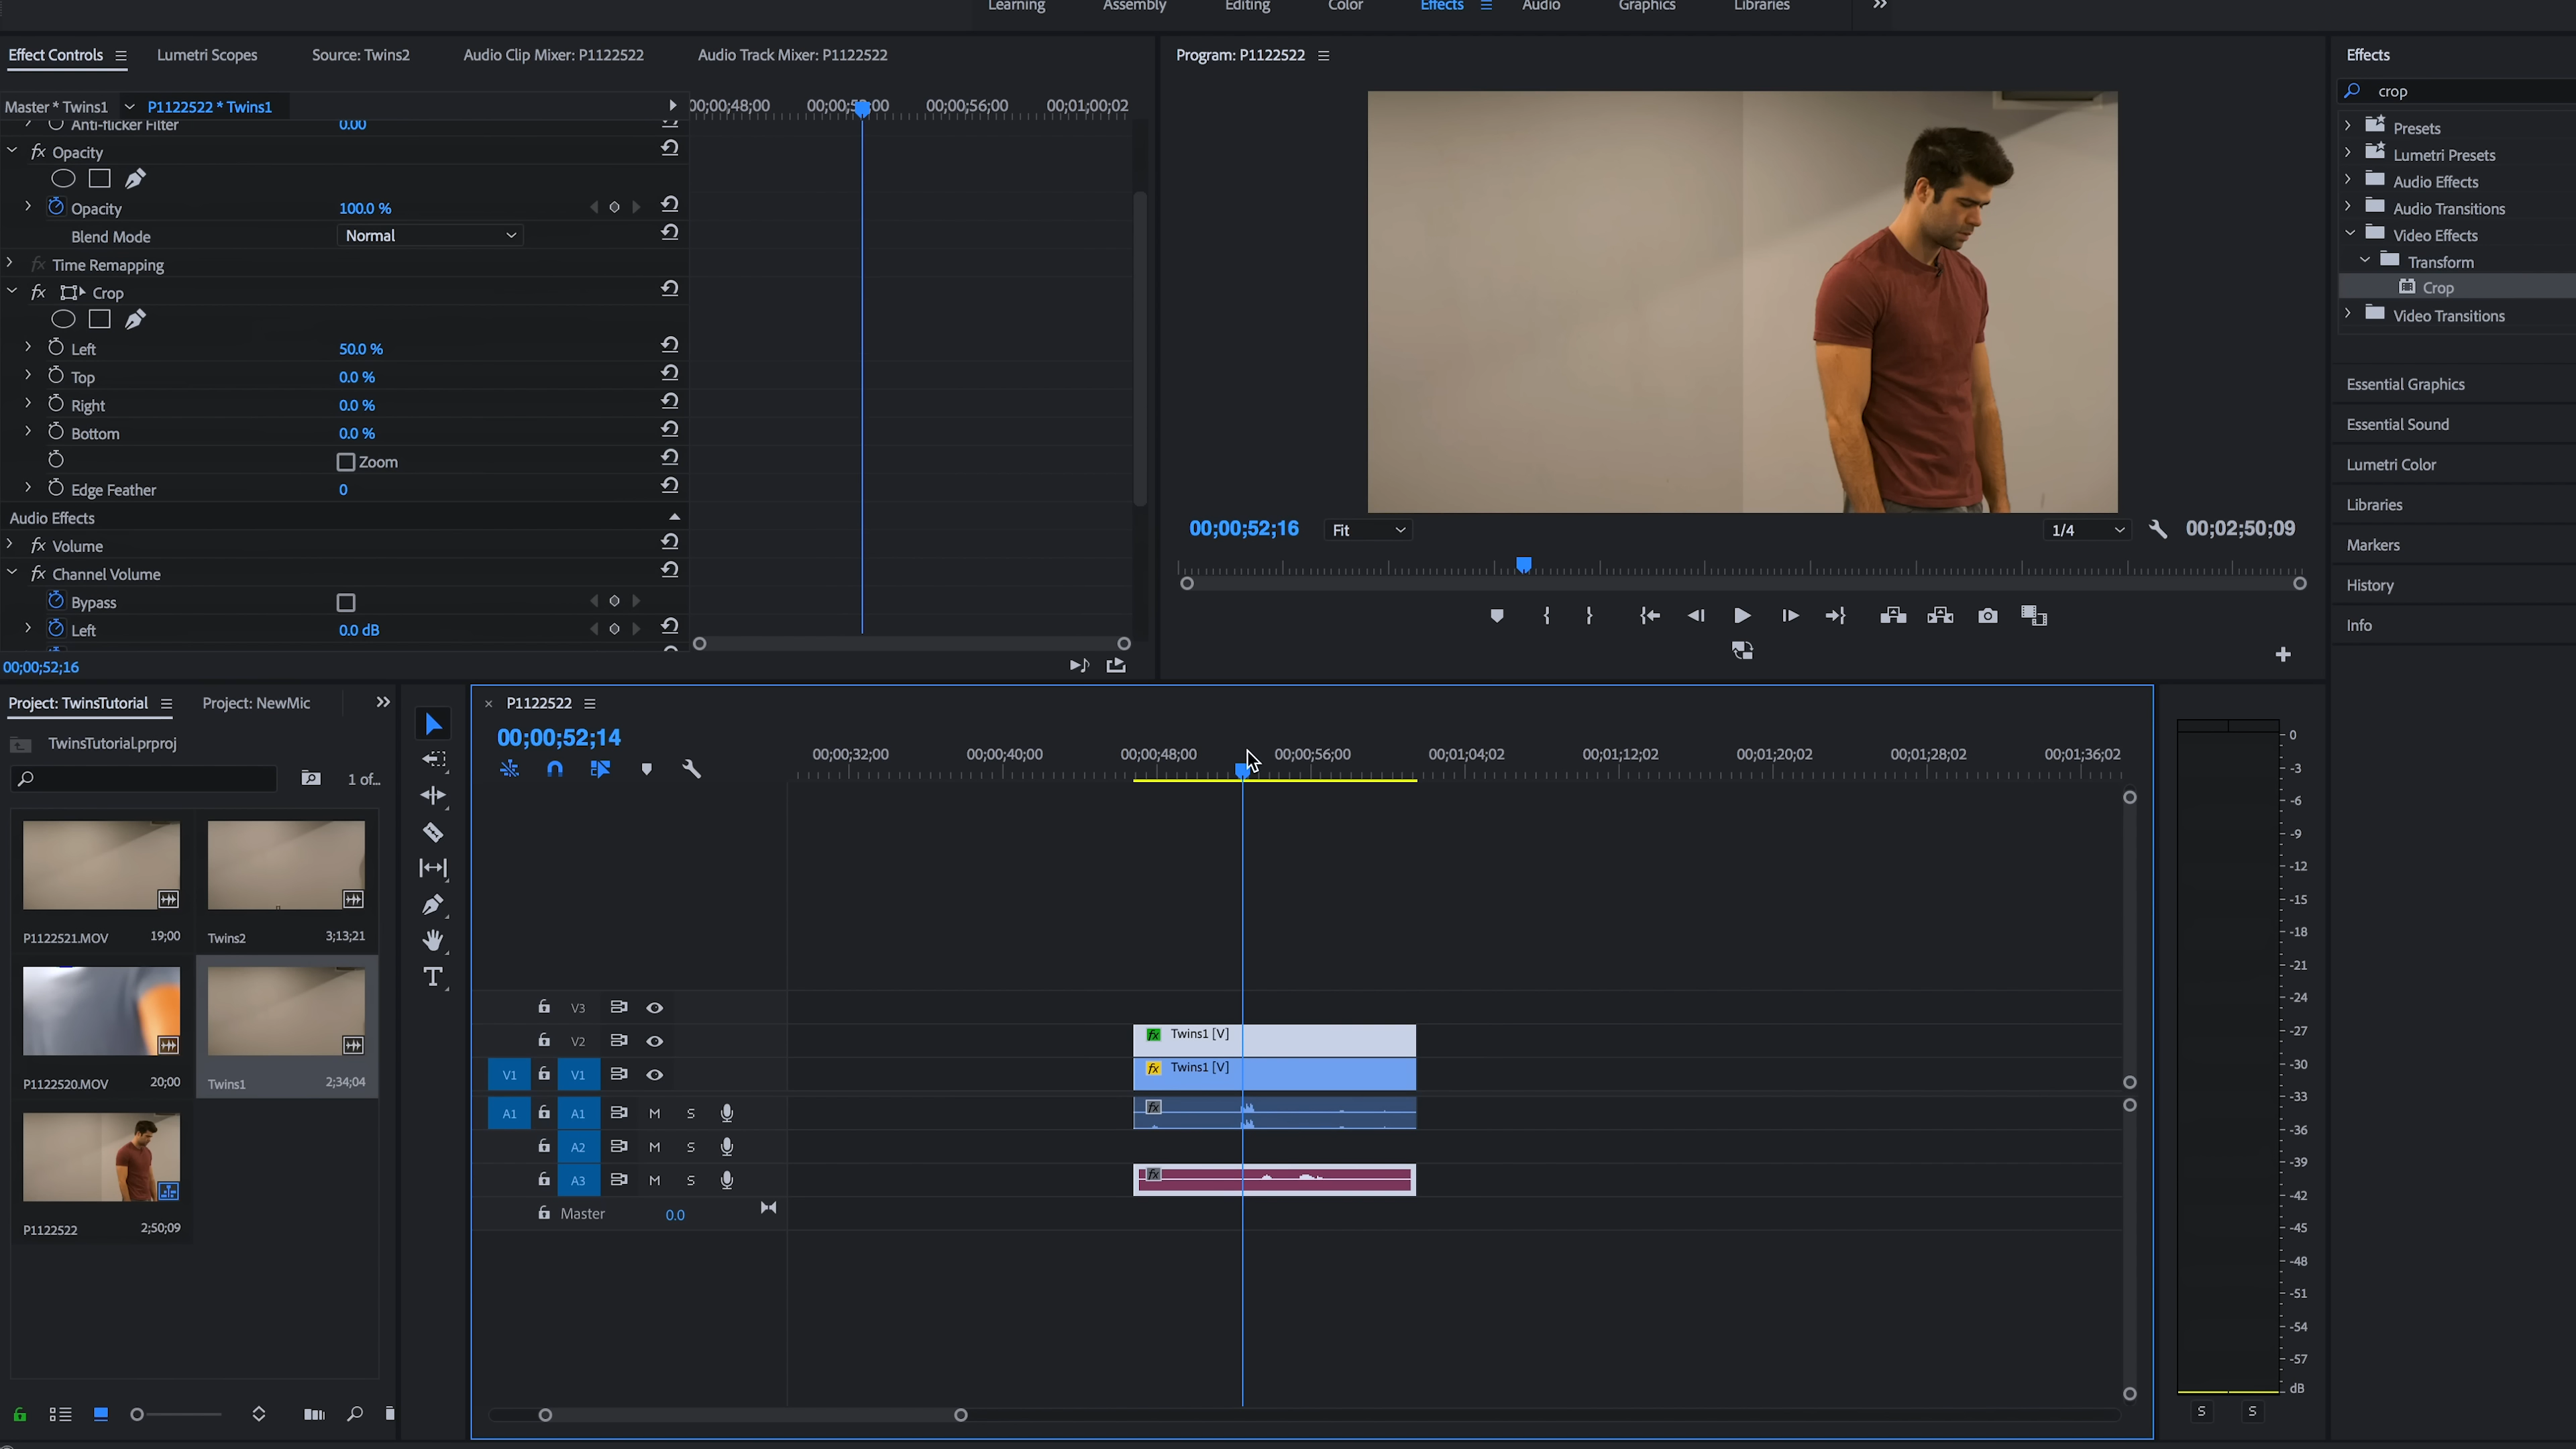 Learning Assembly Editing Color Effects Audio Graphics Libraries
Effect Controls Lumetri Scopes Source: Twins2 Audio Clip Mixer: P1122522 Audio Track Mixer: P1122522
Master * Twins1 P1122522 * Twins1
00;00;48;00 00;00;56;00 00;01;00;02
Anti-flicker Filter 0.00
fx Opacity
Opacity 100.0 %
Blend Mode Normal
fx Time Remapping
fx Crop
Left 50.0 %
Top 0.0 %
Right 0.0 %
Bottom 0.0 %
Zoom
Edge Feather 0
Audio Effects
fx Volume
fx Channel Volume
Bypass
Left 0.0 dB
00;00;52;16
Program: P1122522
00;00;52;16 Fit 1/4 00;02;50;09
Effects
crop
Presets
Lumetri Presets
Audio Effects
Audio Transitions
Video Effects
Transform
Crop
Video Transitions
Essential Graphics
Essential Sound
Lumetri Color
Libraries
Markers
History
Info
Project: TwinsTutorial Project: NewMic
TwinsTutorial.prproj
1 of...
P1122521.MOV 19;00
Twins2 3;13;21
P1122520.MOV 20;00
Twins1 2;34;04
P1122522 2;50;09
P1122522
00;00;52;14
00;00;32;00 00;00;40;00 00;00;48;00 00;00;56;00 00;01;04;02 00;01;12;02 00;01;20;02 00;01;28;02 00;01;36;02
V3
V2 fx Twins1 [V]
V1 V1 fx Twins1 [V]
A1 A1 M S fx
A2 M S
A3 M S fx
Master 0.0
0
-3
-6
-9
-12
-15
-18
-21
-24
-27
-30
-33
-36
-39
-42
-45
-48
-51
-54
-57
dB
S S